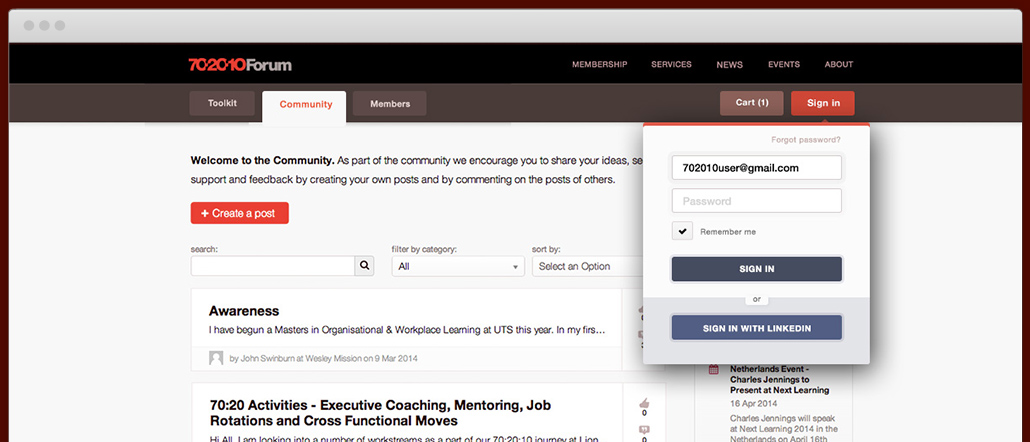 70:20:10Forum
MEMBERSHIP SERVICES NEWS EVENTS ABOUT
Toolkit Community Members Cart (1) Sign in
Forgot password?
702010user@gmail.com
Password
Remember me
SIGN IN
or
SIGN IN WITH LINKEDIN
Welcome to the Community. As part of the community we encourage you to share your ideas, se
support and feedback by creating your own posts and by commenting on the posts of others.
+ Create a post
search: filter by category: sort by:
All Select an Option
Awareness
I have begun a Masters in Organisational & Workplace Learning at UTS this year. In my firs…
by John Swinburn at Wesley Mission on 9 Mar 2014
70:20 Activities - Executive Coaching, Mentoring, Job
Rotations and Cross Functional Moves
0
Hi All, I am looking into a number of workstreams as a part of our 70:20:10 journey at Lion
Netherlands Event -
Charles Jennings to
Present at Next Learning
16 Apr 2014
Charles Jennings will speak
at Next Learning 2014 in the
Netherlands on April 16th